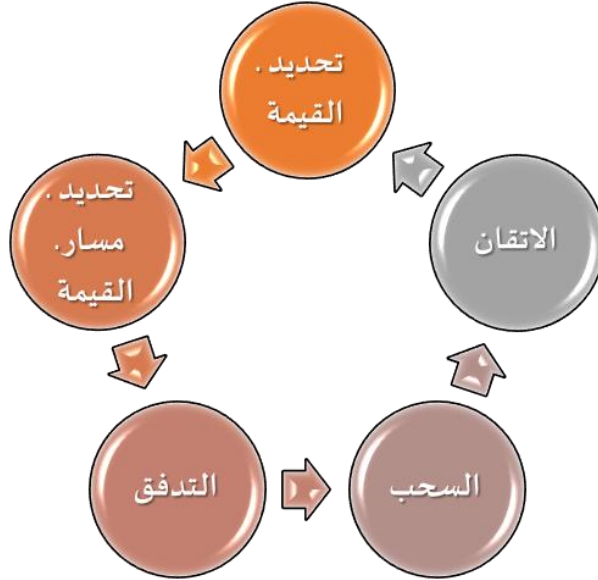 تحديد .
القيمة
تحديد .
مسار.
القيمة
التدفق
السحب
الاتقان